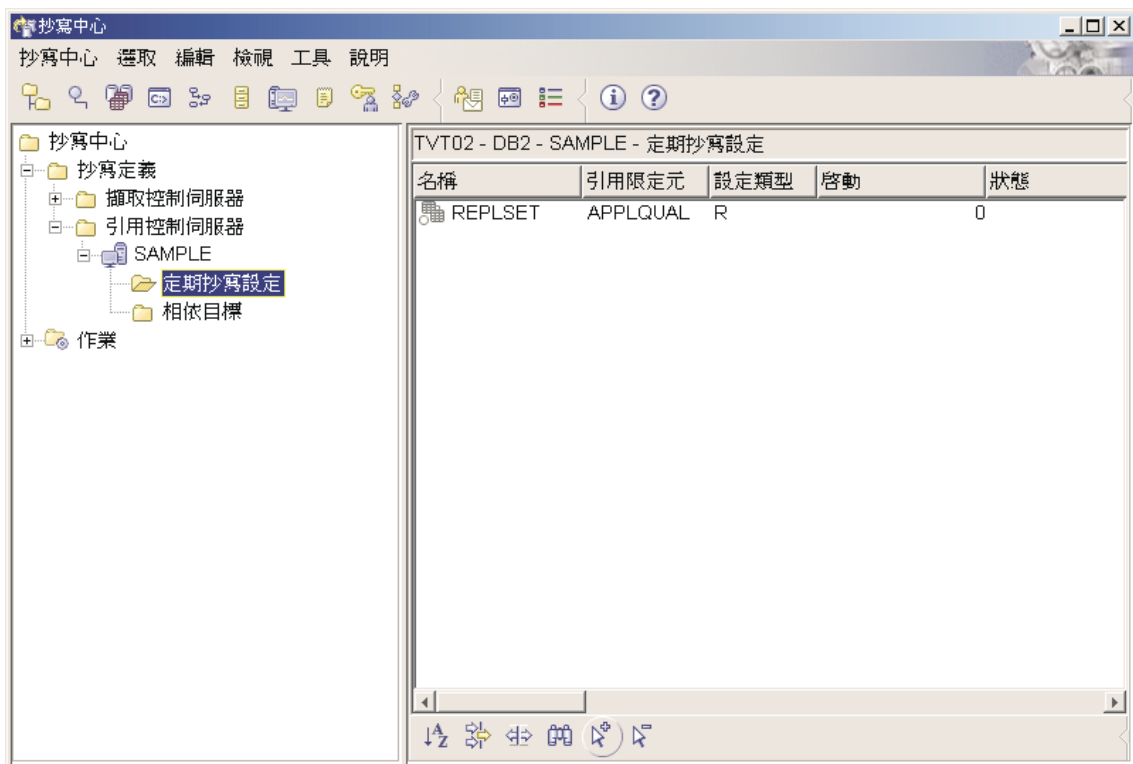 抄寫中心
抄寫中心 選取 編輯 檢視 工具 說明
抄寫中心
抄寫定義
擷取控制伺服器
引用控制伺服器
SAMPLE
定期抄寫設定
相依目標
作業
TVT02 - DB2 - SAMPLE - 定期抄寫設定
名稱 引用限定元 設定類型 啓動 狀態
REPLSET APPLQUAL R 0